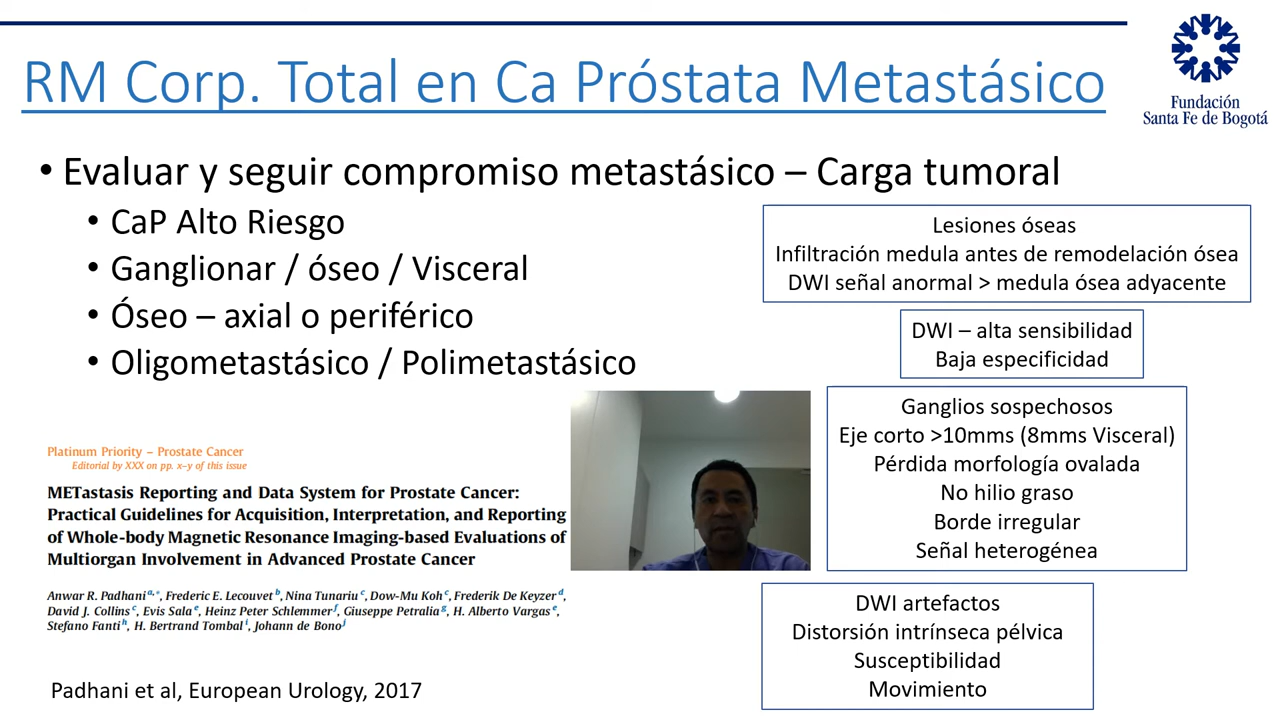 RM Corp. Total en Ca Próstata Metastásico
Fundación
Santa Fe de Bogotá
• Evaluar y seguir compromiso metastásico – Carga tumoral
• CaP Alto Riesgo
• Ganglionar / óseo / Visceral
• Óseo – axial o periférico
• Oligometastásico / Polimetastásico
Lesiones óseas
Infiltración medula antes de remodelación ósea
DWI señal anormal > medula ósea adyacente
DWI – alta sensibilidad
Baja especificidad
Ganglios sospechosos
Eje corto >10mms (8mms Visceral)
Pérdida morfología ovalada
No hilio graso
Borde irregular
Señal heterogénea
DWI artefactos
Distorsión intrínseca pélvica
Susceptibilidad
Movimiento
Platinum Priority – Prostate Cancer
Editorial by XXX on pp. x–y of this issue
METastasis Reporting and Data System for Prostate Cancer:
Practical Guidelines for Acquisition, Interpretation, and Reporting
of Whole-body Magnetic Resonance Imaging-based Evaluations of
Multiorgan Involvement in Advanced Prostate Cancer
Anwar R. Padhani a,*, Frederic E. Lecouvet b, Nina Tunariu c, Dow-Mu Koh c, Frederik De Keyzer d,
David J. Collins c, Evis Sala e, Heinz Peter Schlemmer f, Giuseppe Petralia g, H. Alberto Vargas e,
Stefano Fanti h, H. Bertrand Tombal i, Johann de Bono j
Padhani et al, European Urology, 2017